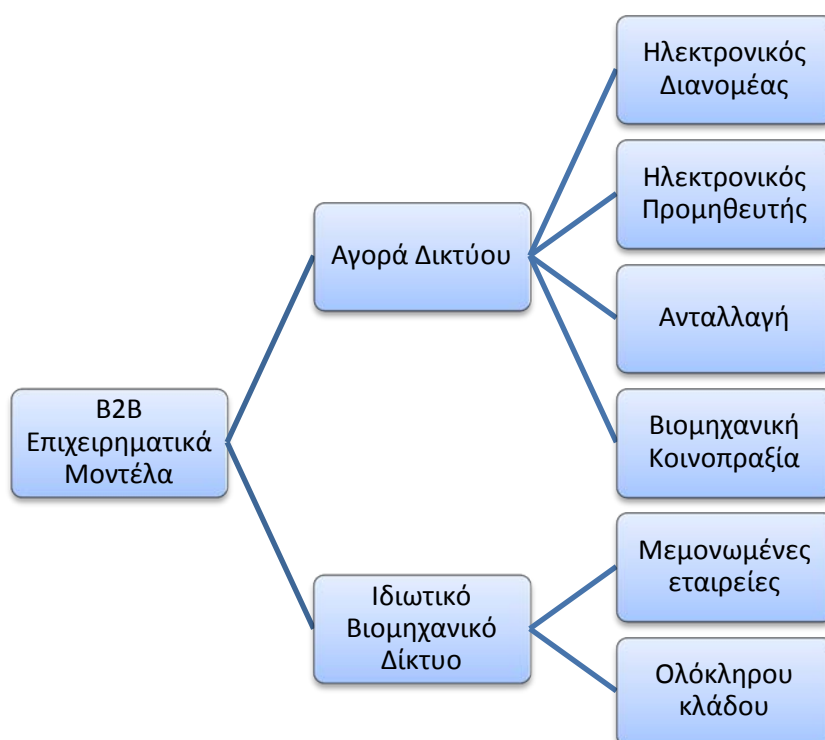 B2B
Επιχειρηματικά
Μοντέλα
Αγορά Δικτύου
Ηλεκτρονικός
Διανομέας
Ηλεκτρονικός
Προμηθευτής
Ανταλλαγή
Βιομηχανική
Κοινοπραξία
Ιδιωτικό
Βιομηχανικό
Δίκτυο
Μεμονωμένες
εταιρείες
Ολόκληρου
κλάδου